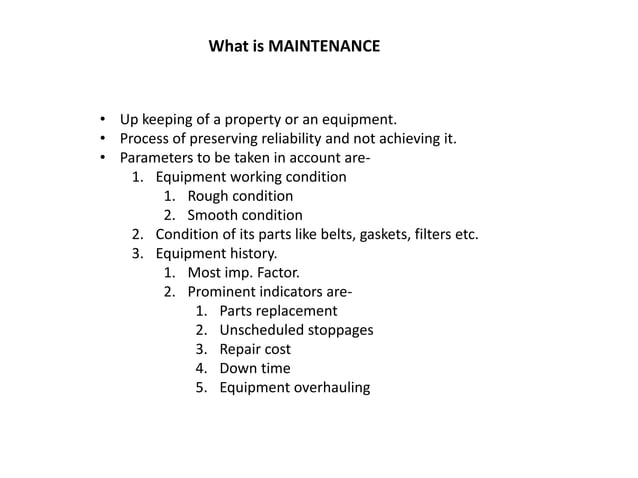 What is MAINTENANCE
• Up keeping of a property or an equipment.
• Process of preserving reliability and not achieving it.
• Parameters to be taken in account are-
1. Equipment working condition
1. Rough condition
2. Smooth condition
2. Condition of its parts like belts, gaskets, filters etc.
3. Equipment history.
1. Most imp. Factor.
2. Prominent indicators are-
1. Parts replacement
2. Unscheduled stoppages
3. Repair cost
4. Down time
5. Equipment overhauling